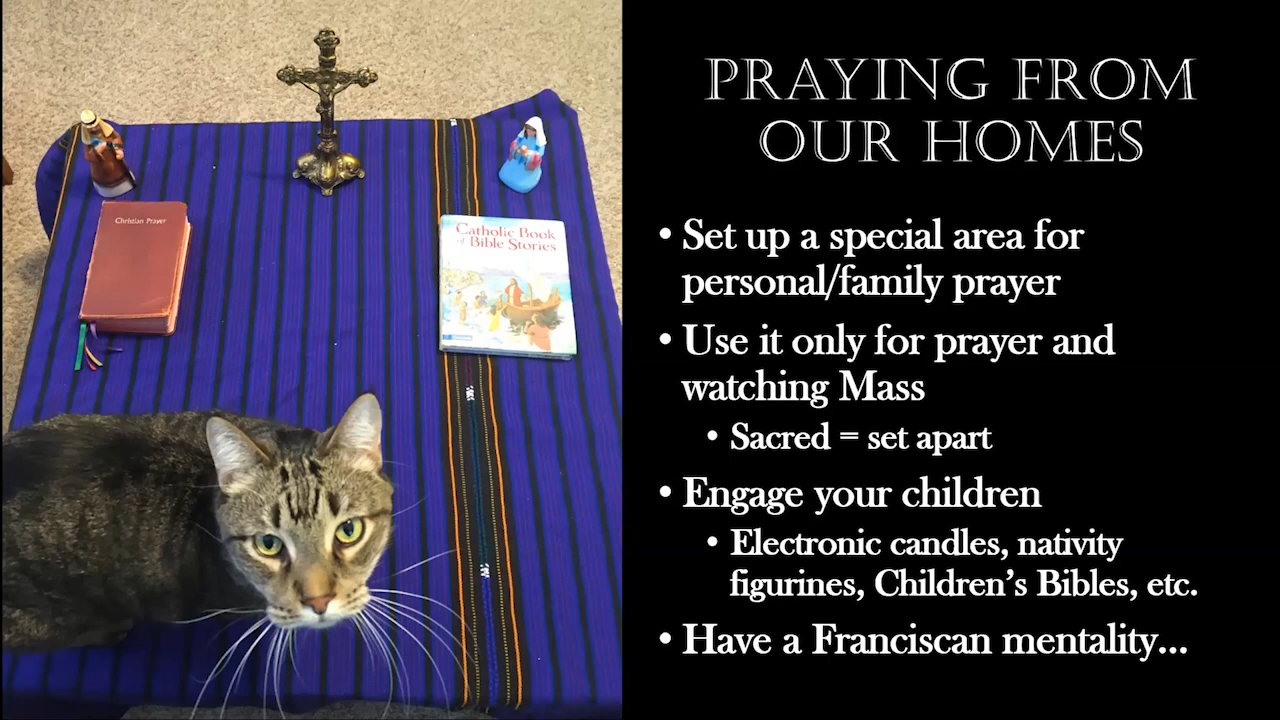 Christian Prayer
Catholic Book
of Bible Stories
PRAYING FROM
OUR HOMES
• Set up a special area for
personal/family prayer
• Use it only for prayer and
watching Mass
• Sacred = set apart
• Engage your children
• Electronic candles, nativity
figurines, Children’s Bibles, etc.
• Have a Franciscan mentality...